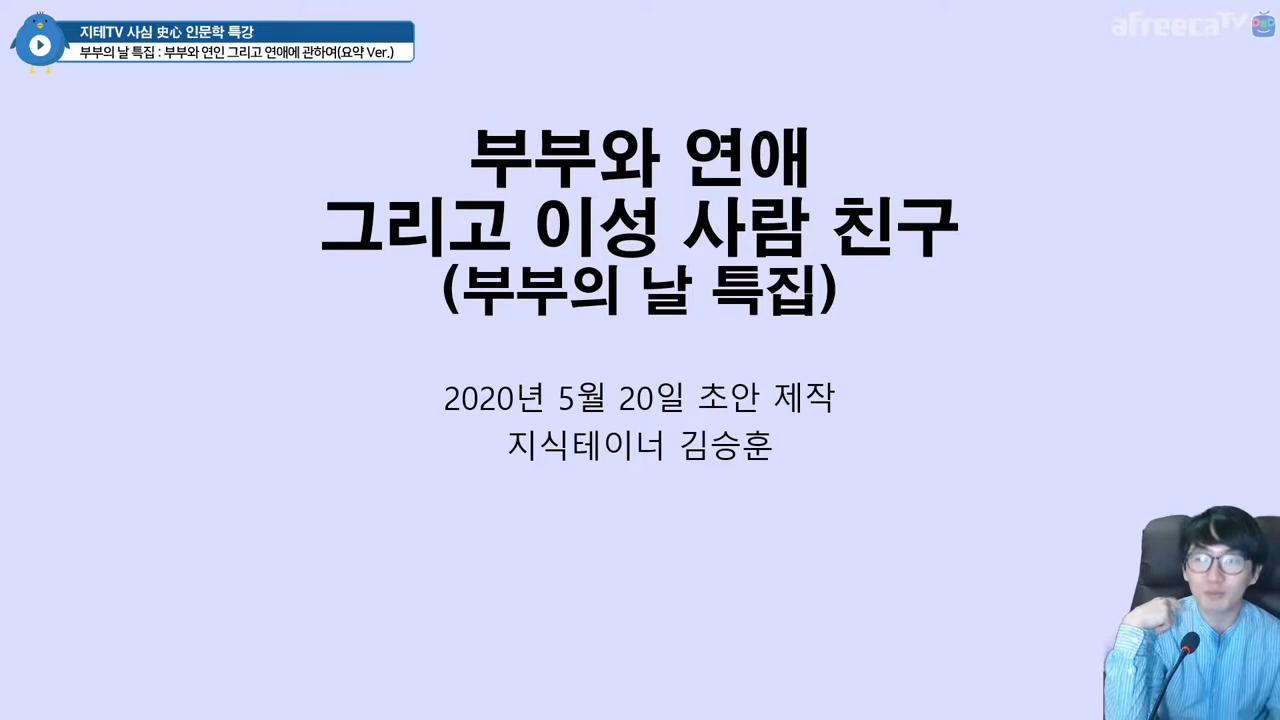 지테TV 사심 史心 인문학 특강
부부의 날 특집 : 부부와 연인 그리고 연애에 관하여(요약 Ver.)
afreecaTV
부부와 연애
그리고 이성 사람 친구
(부부의 날 특집)
2020년 5월 20일 초안 제작
지식테이너 김승훈